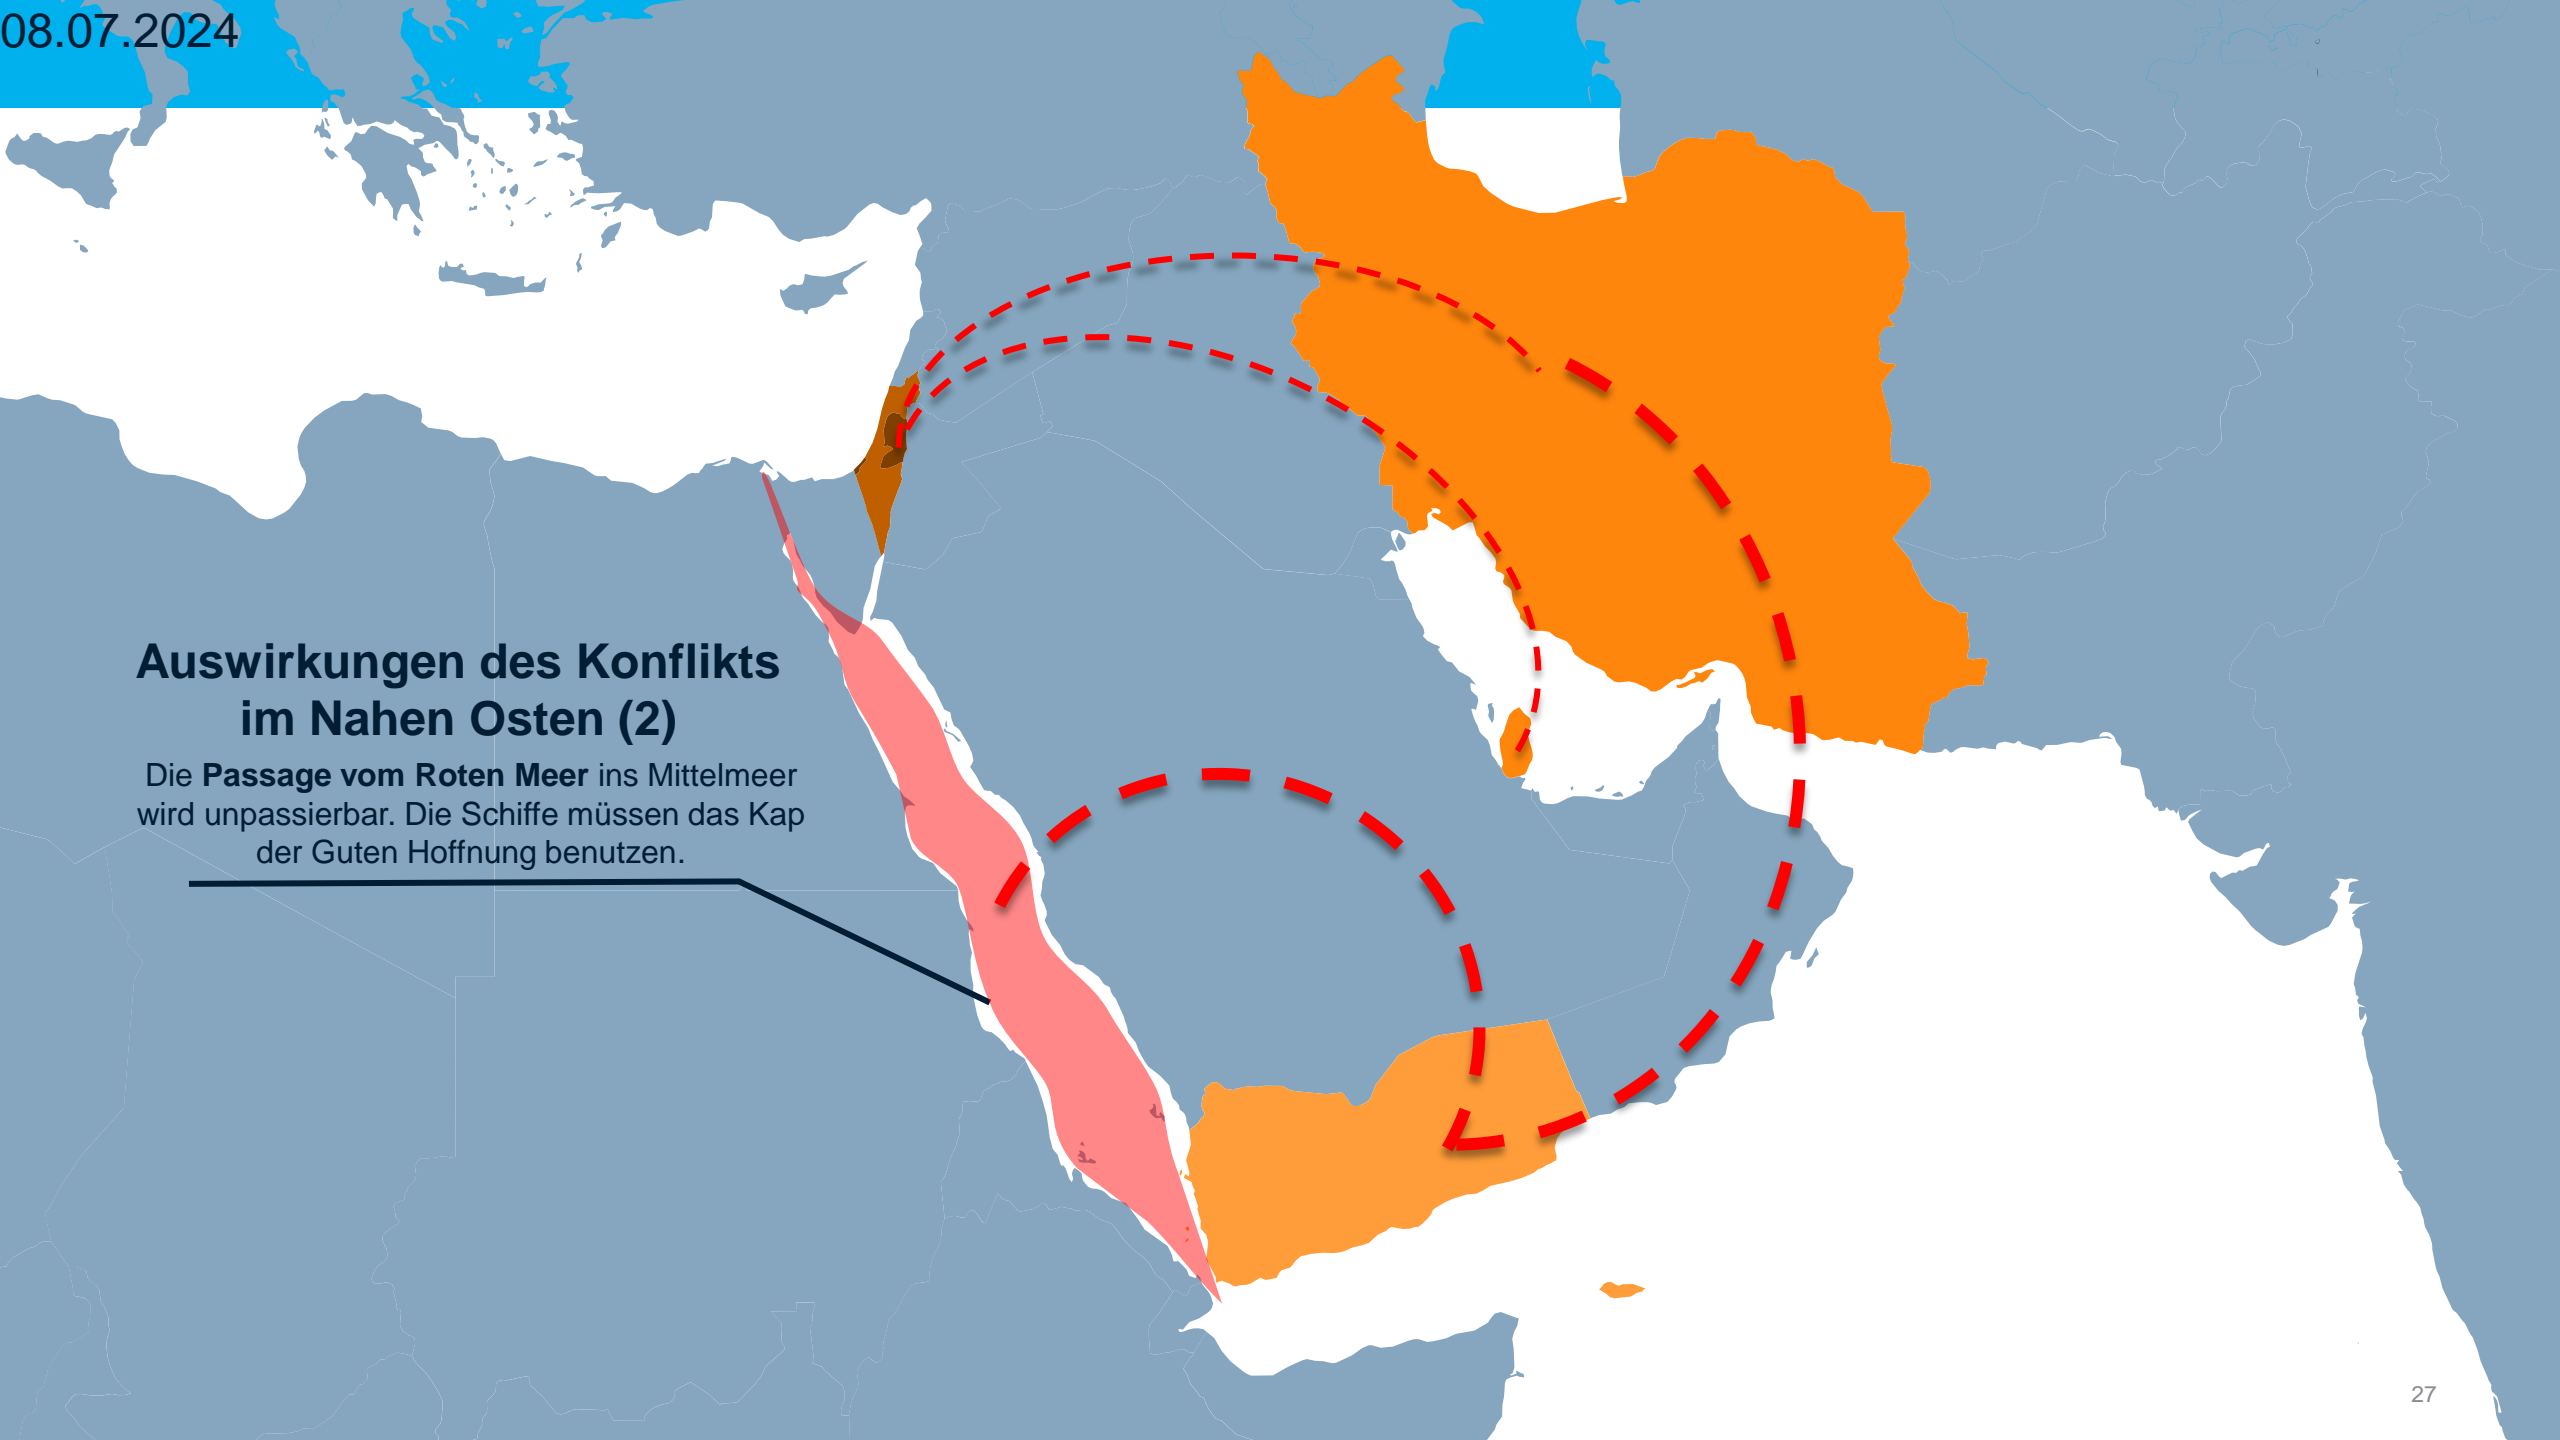 08.07.2024
Auswirkungen des Konflikts
im Nahen Osten (2)
Die Passage vom Roten Meer ins Mittelmeer
wird unpassierbar. Die Schiffe müssen das Kap
der Guten Hoffnung benutzen.
27